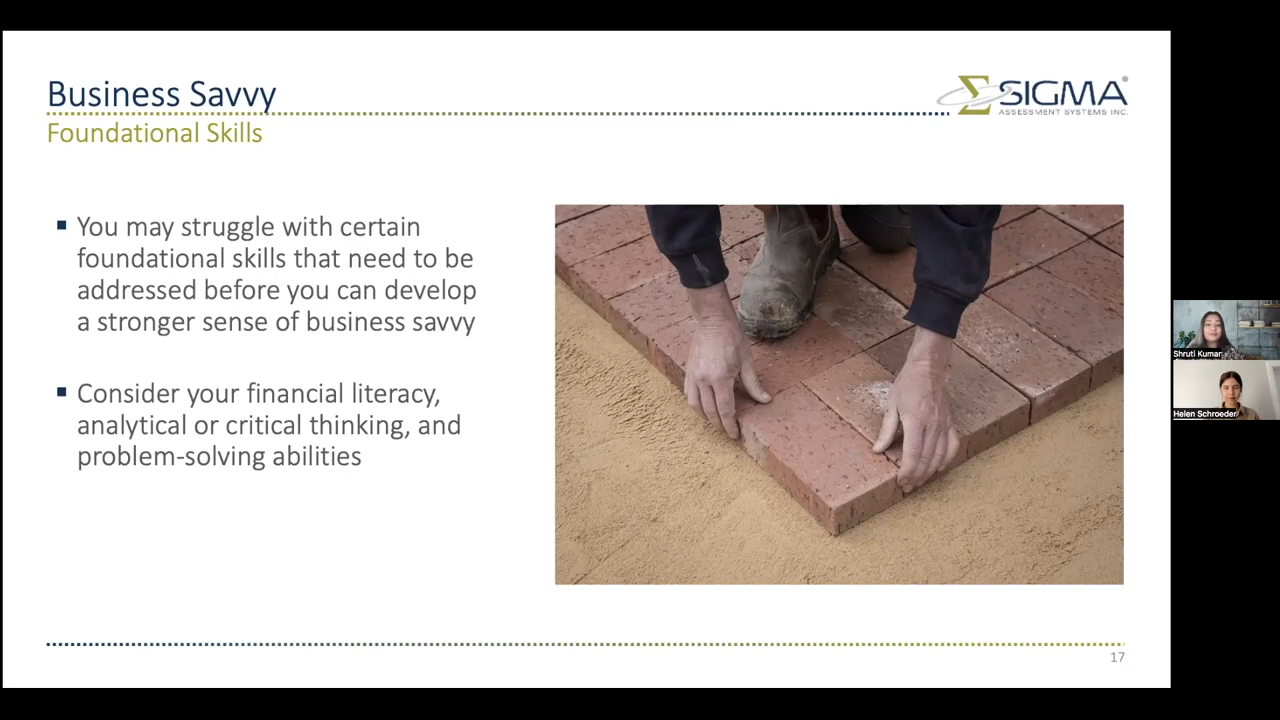 Business Savvy
SIGMA®
ASSESSMENT SYSTEMS INC.
Foundational Skills
▪ You may struggle with certain
foundational skills that need to be
addressed before you can develop
a stronger sense of business savvy
▪ Consider your financial literacy,
analytical or critical thinking, and
problem-solving abilities
Shruti Kumar
Helen Schroeder
17